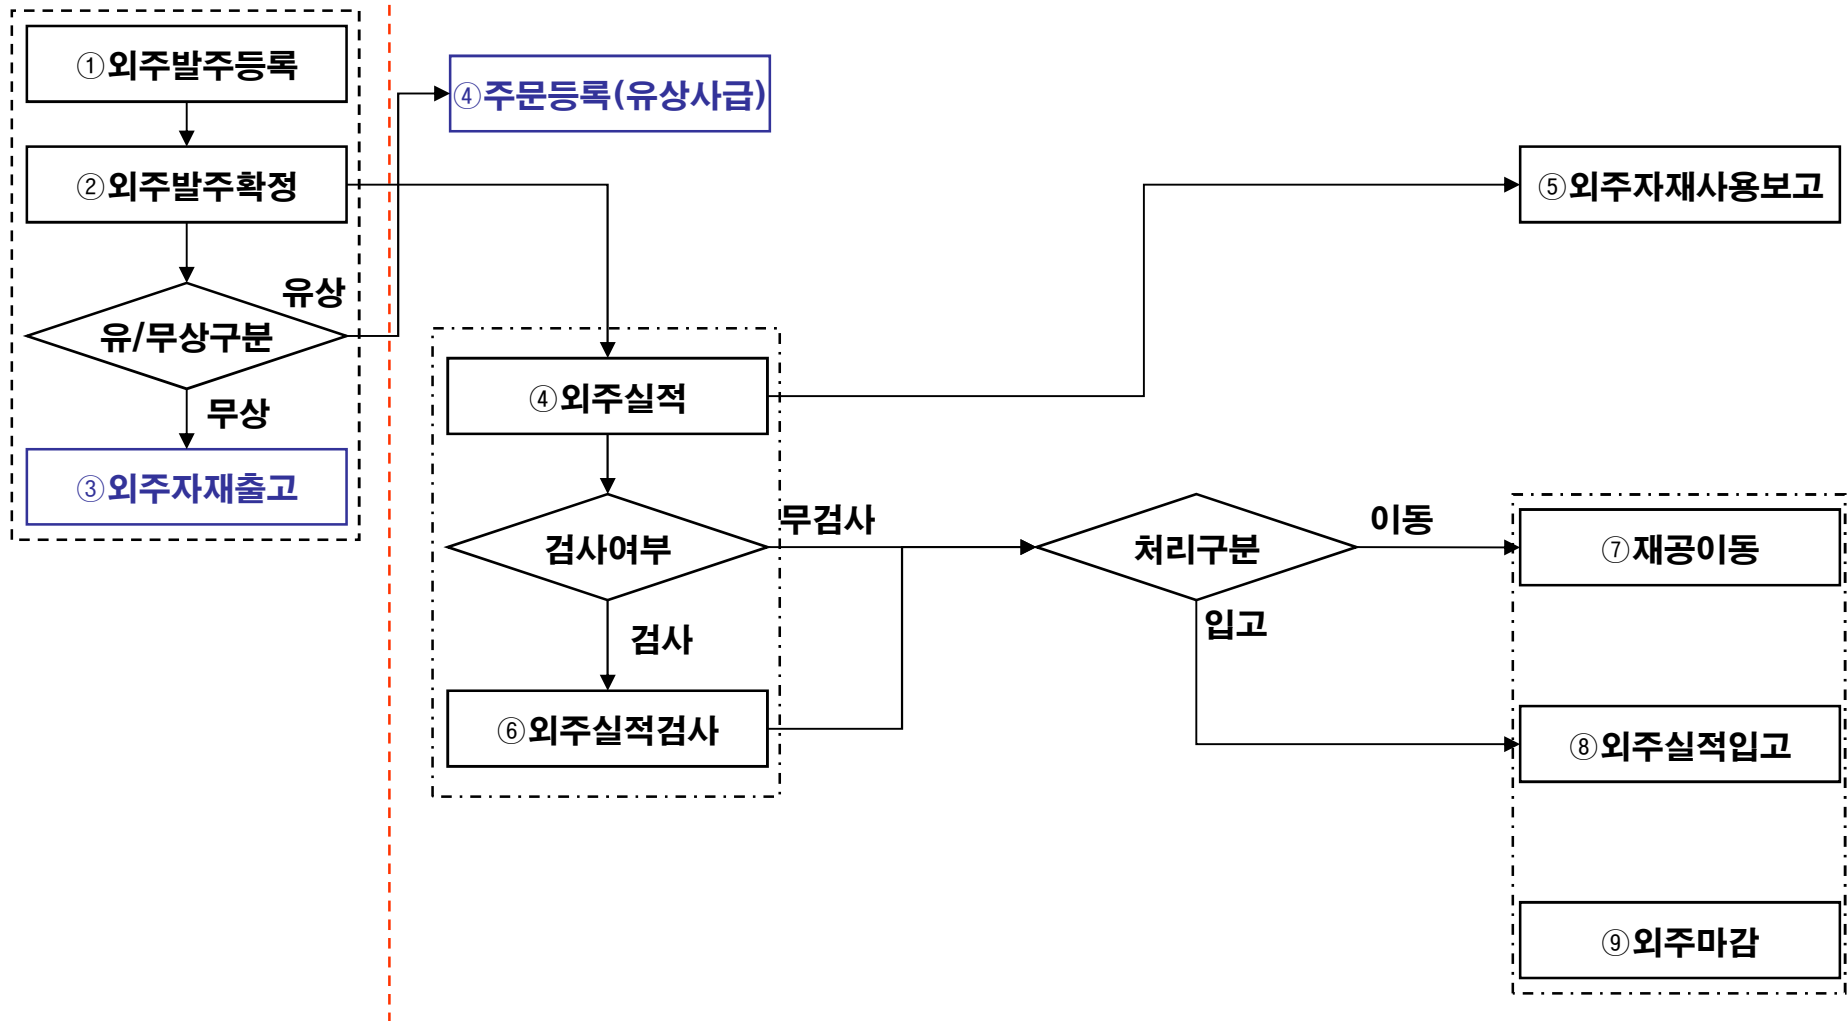 ①외주발주등록
②외주발주확정
유상
유/무상구분
무상
③외주자재출고
④주문등록(유상사급)
④외주실적
검사여부
무검사
검사
⑥외주실적검사
처리구분
이동
입고
⑤외주자재사용보고
⑦재공이동
⑧외주실적입고
⑨외주마감